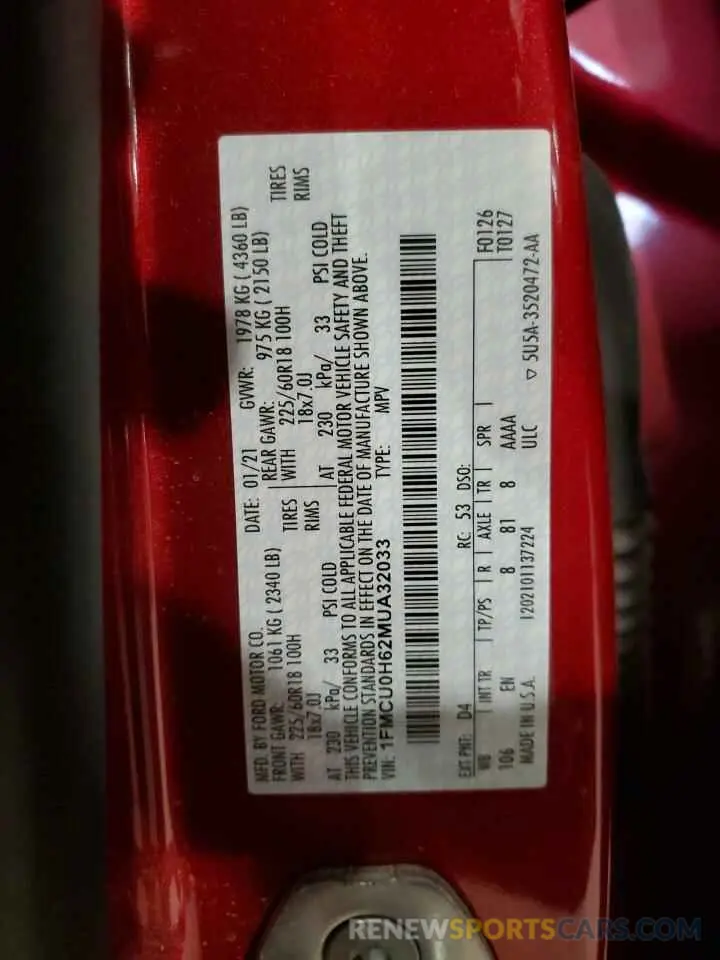 MFD. BY FORD MOTOR CO.
DATE: 01/21 GVWR: 1978 KG ( 4360 LB)
FRONT GAWR: 1061 KG ( 2340 LB) REAR GAWR: 975 KG ( 2150 LB)
WITH 225/60R18 100H TIRES WITH 225/60R18 100H TIRES
18x7.0J RIMS 18x7.0J RIMS
AT 230 kPa/ 33 PSI COLD AT 230 kPa/ 33 PSI COLD
THIS VEHICLE CONFORMS TO ALL APPLICABLE FEDERAL MOTOR VEHICLE SAFETY AND THEFT
PREVENTION STANDARDS IN EFFECT ON THE DATE OF MANUFACTURE SHOWN ABOVE.
VIN: 1FMCU0H62MUA32033 TYPE: MPV
EXT PNT: D4 RC: 53 DSO: F0126
WB INT TR TP/PS R AXLE TR SPR T0127
106 EN 8 81 8 AAAA
MADE IN U.S.A. 1202101137224 ULC ▽ 5U5A-3520472-AA
RENEWSPORTSCARS.COM